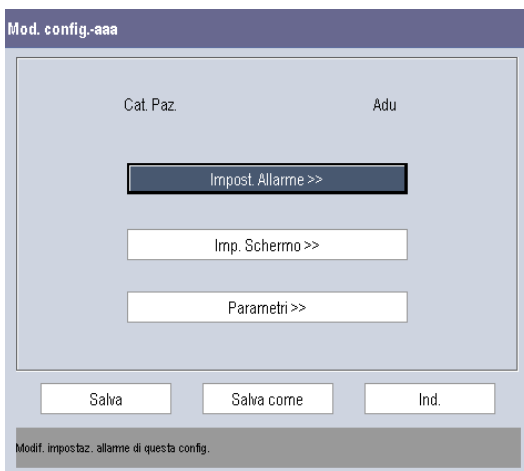 Mod. config.-aaa
Cat. Paz. Adu
Impost. Allarme >>
Imp. Schermo >>
Parametri >>
Salva Salva come Ind.
Modif. impostaz. allarme di questa config.